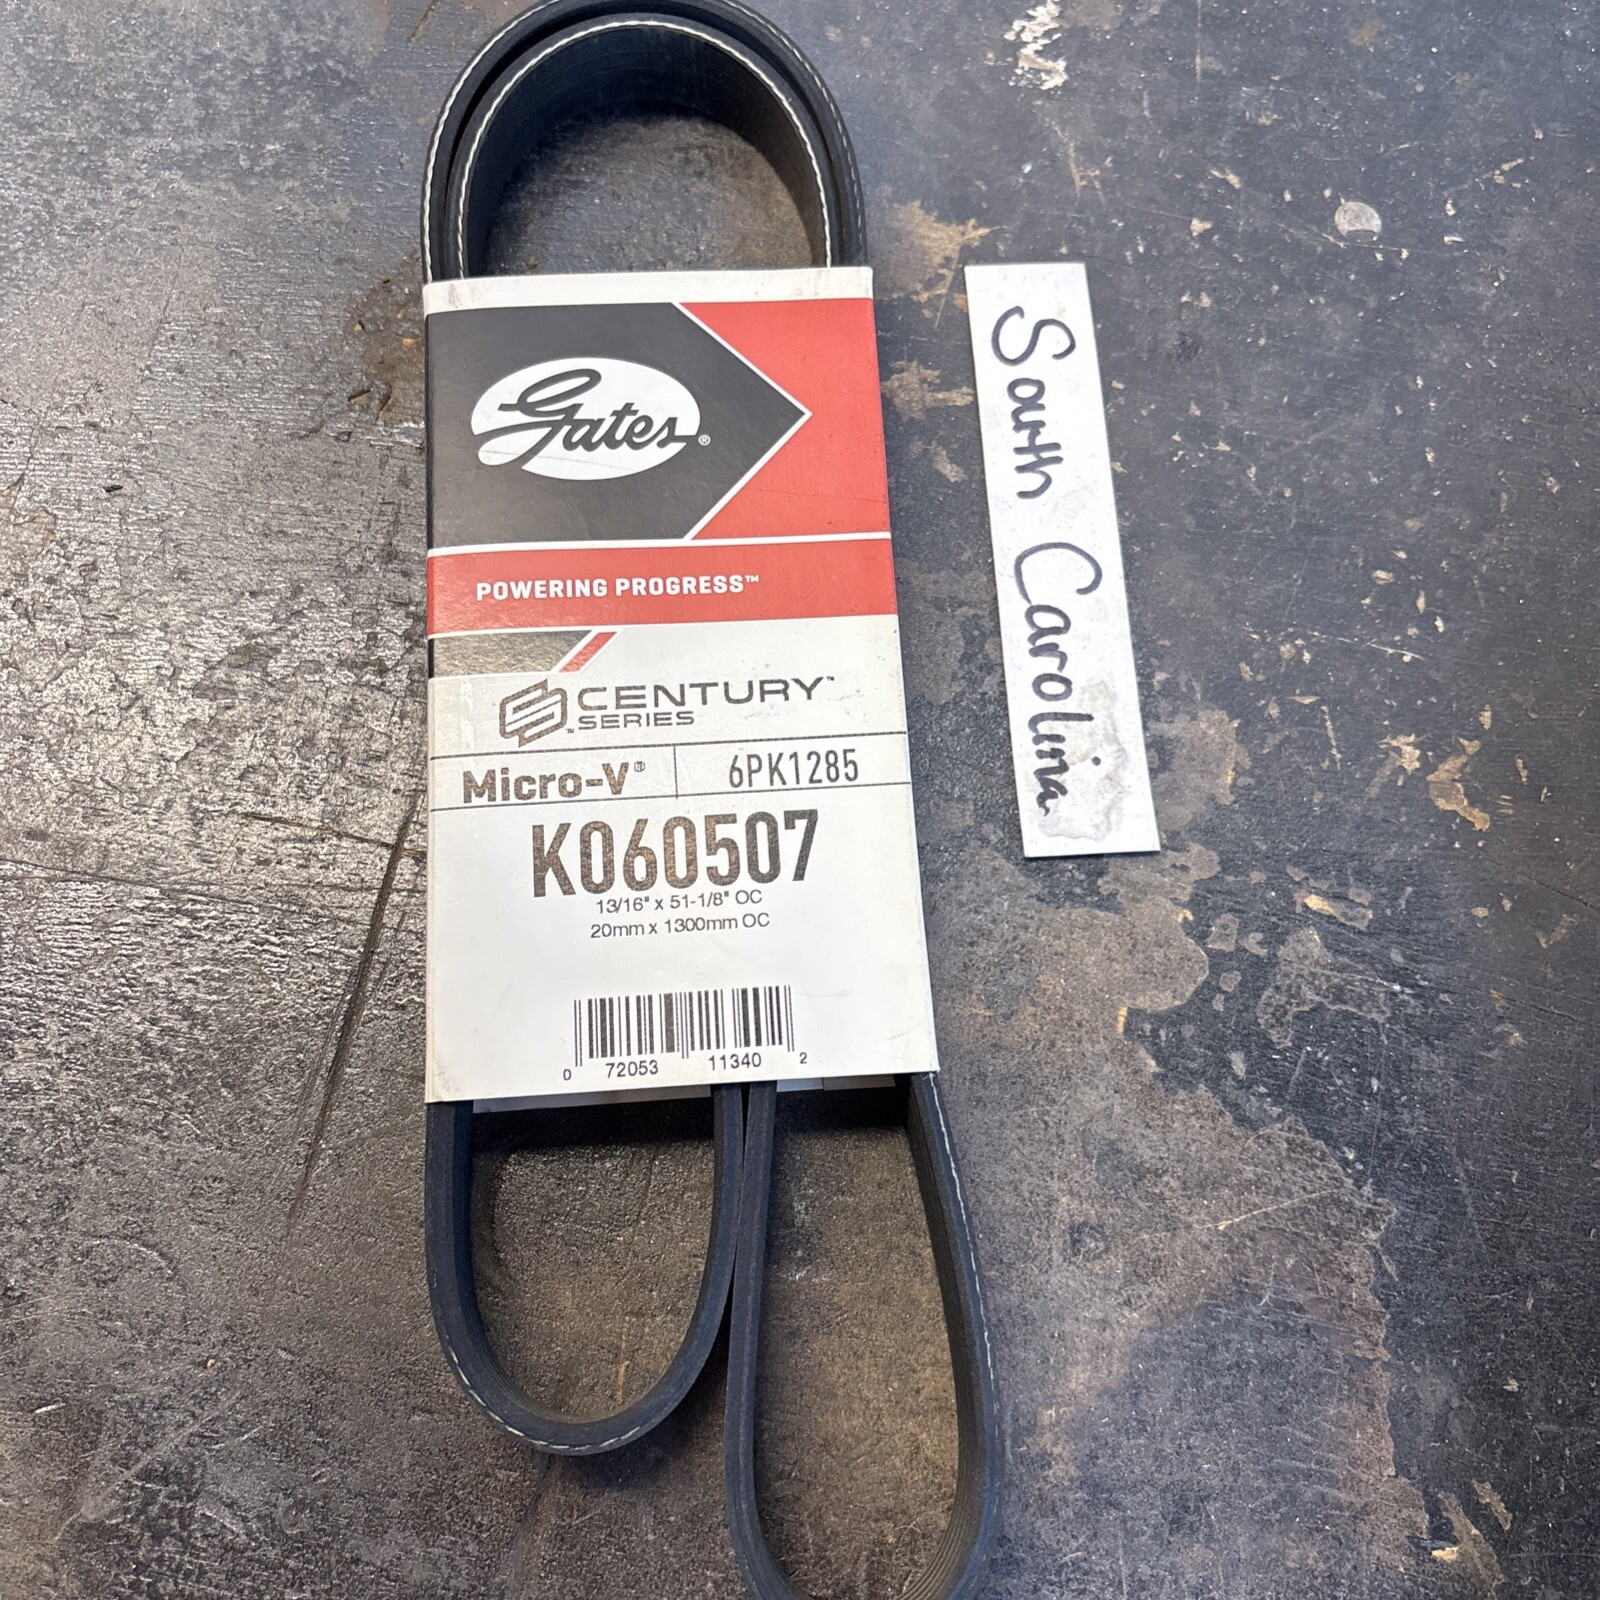 Gates®
POWERING PROGRESS™
CENTURY™
SERIES™
Micro-V® 6PK1285
K060507
13/16" x 51-1/8" OC
20mm x 1300mm OC
0 72053 11340 2
South Carolina